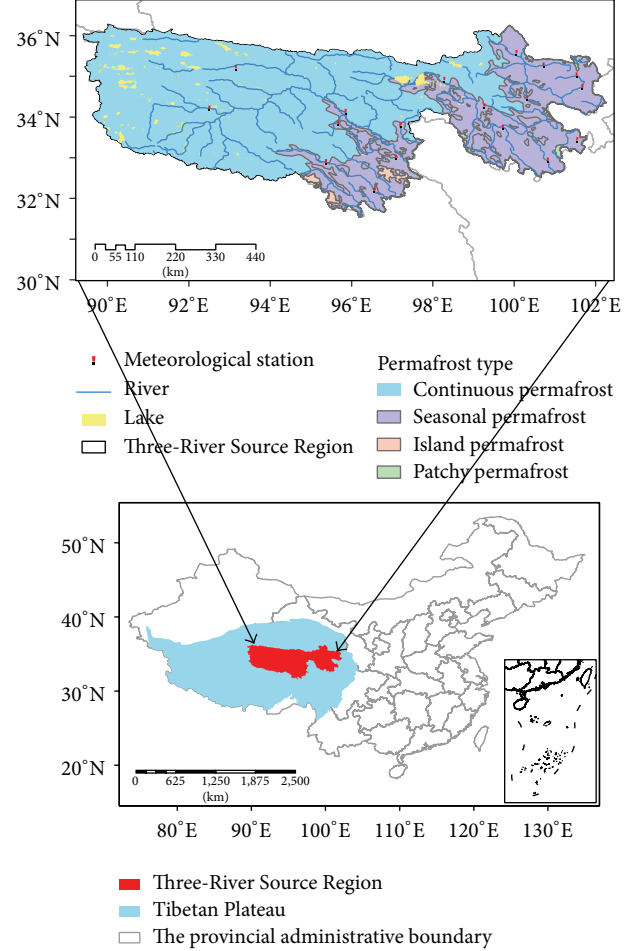 36˚N
34˚N
32˚N
30˚N
0 55 110 220 330 440
(km)
90˚E 92˚E 94˚E 96˚E 98˚E 100˚E 102˚E
Meteorological station
River
Lake
Three-River Source Region
Permafrost type
Continuous permafrost
Seasonal permafrost
Island permafrost
Patchy permafrost
50˚N
40˚N
30˚N
20˚N
0 625 1,250 1,875 2,500
(km)
80˚E 90˚E 100˚E 110˚E 120˚E 130˚E
Three-River Source Region
Tibetan Plateau
The provincial administrative boundary